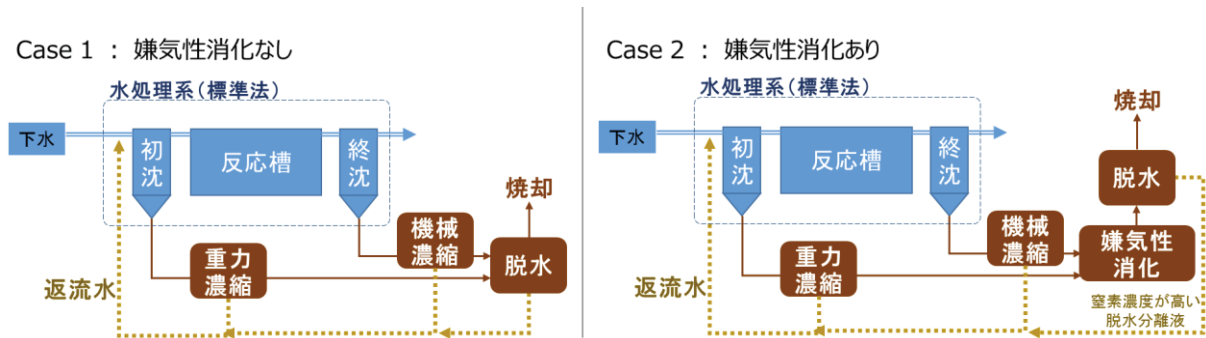 Case 1 : 嫌気性消化なし
水処理系(標準法)
下水
初
沈
反応槽
終
沈
焼却
機械
濃縮
重力
濃縮
脱水
返流水
Case 2 : 嫌気性消化あり
水処理系(標準法)
焼却
下水
初
沈
反応槽
終
沈
脱水
機械
濃縮
嫌気性
消化
重力
濃縮
返流水
窒素濃度が高い
脱水分離液